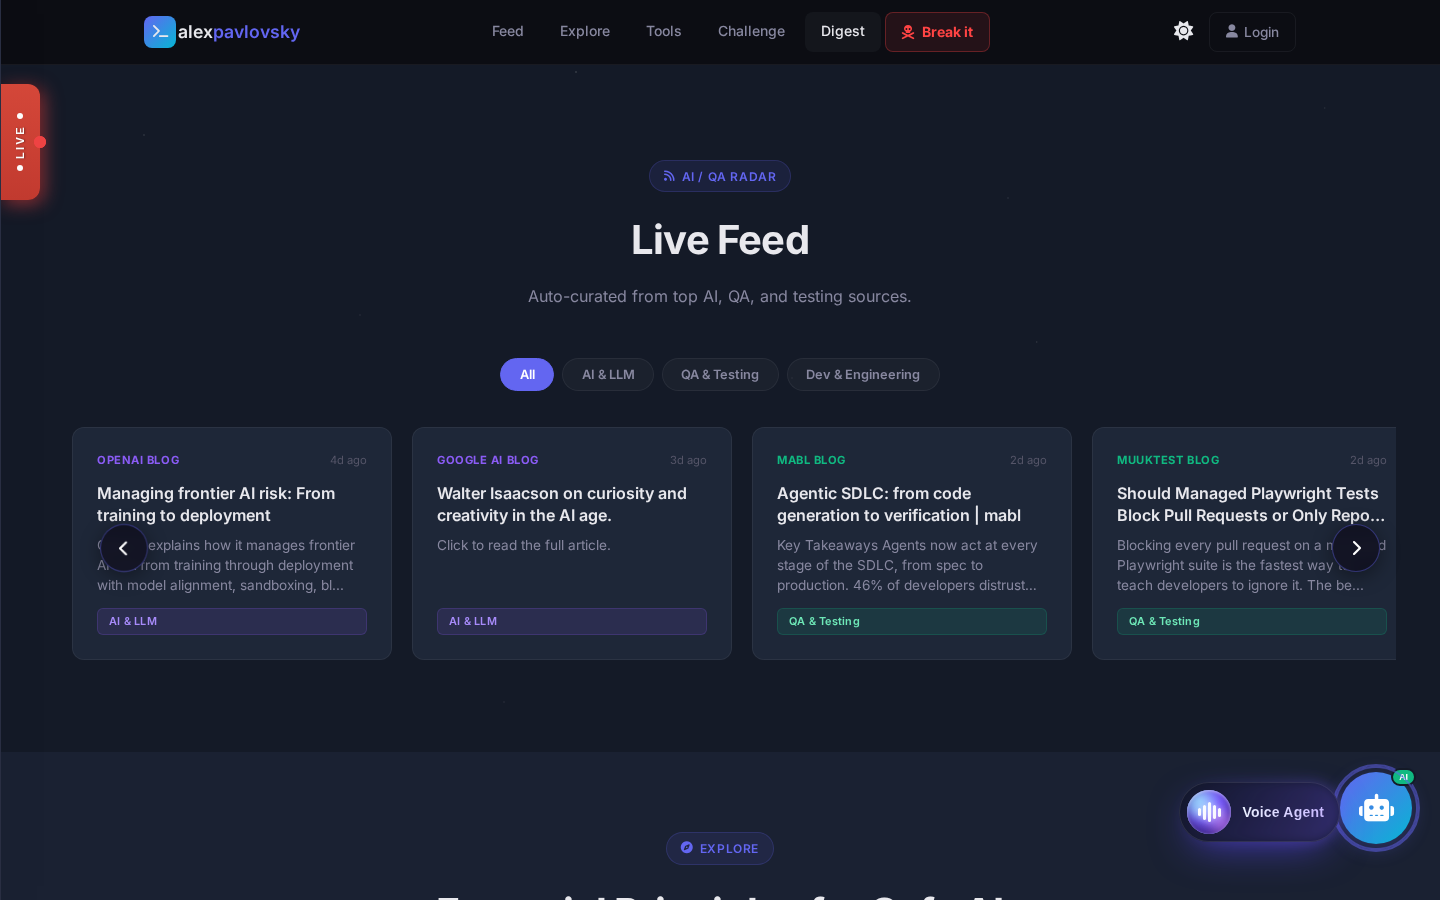 alexpavlovsky
Feed
Explore
Tools
Challenge
Digest
Break it
Login
LIVE
AI / QA RADAR
Live Feed
Auto-curated from top AI, QA, and testing sources.
All
AI & LLM
QA & Testing
Dev & Engineering
OPENAI BLOG
4d ago
Managing frontier AI risk: From
training to deployment
explains how it manages frontier
from training through deployment
with model alignment, sandboxing, bl...
AI & LLM
GOOGLE AI BLOG
3d ago
Walter Isaacson on curiosity and
creativity in the AI age.
Click to read the full article.
AI & LLM
MABL BLOG
2d ago
Agentic SDLC: from code
generation to verification | mabl
Key Takeaways Agents now act at every
stage of the SDLC, from spec to
production. 46% of developers distrust...
QA & Testing
MUUKTEST BLOG
2d ago
Should Managed Playwright Tests
Block Pull Requests or Only Repo...
Blocking every pull request on a
Playwright suite is the fastest way
teach developers to ignore it. The be...
QA & Testing
AI
Voice Agent
EXPLORE